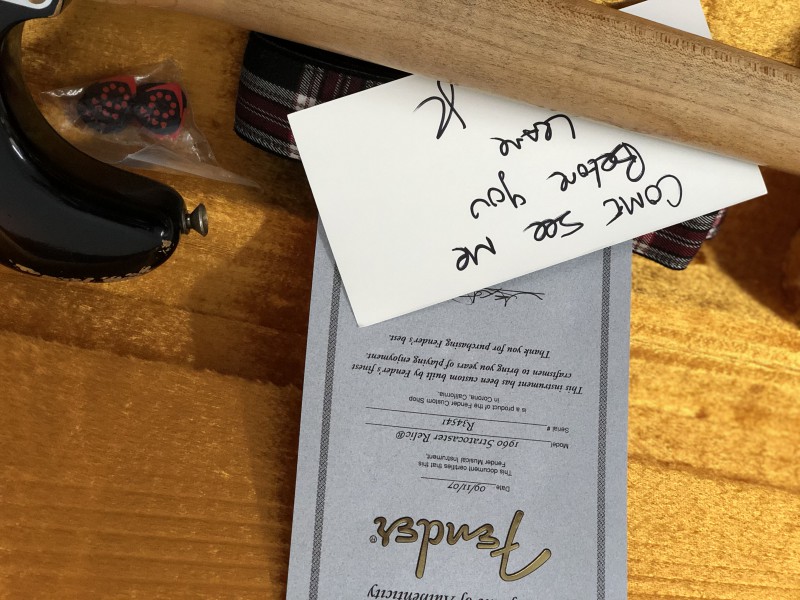 COME SEE ME
BEFORE YOU
LEAVE
of Authenticity
Fender®
Date 09/11/07
This document certifies that this
Fender Musical Instrument,
Model 1960 Stratocaster Relic®
Serial # R34541
is a product of the Fender Custom Shop
in Corona, California.
This instrument has been custom built by Fender's finest
craftsmen to bring to you years of playing enjoyment.
Thank you for purchasing Fender's best.